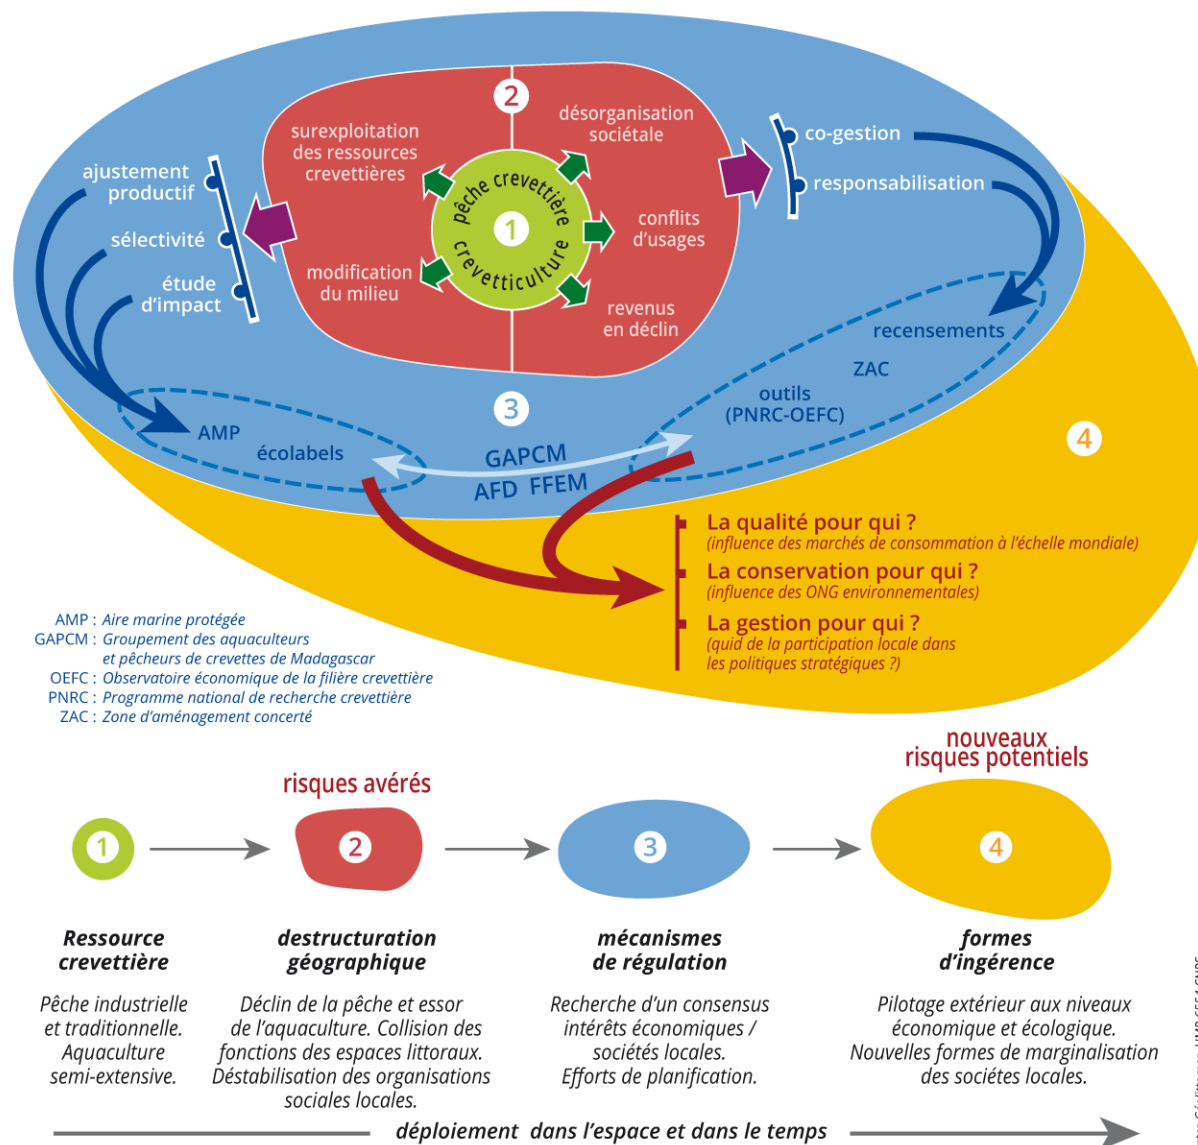 2
surexploitation
des ressources
crevettières
désorganisation
sociétale
co-gestion
responsabilisation
ajustement
productif
sélectivité
étude
d'impact
pêche crevettière
1
crevetticulture
conflits
d'usages
modification
du milieu
revenus
en déclin
recensements
ZAC
outils
(PNRC-OEFC)
3
AMP
écolabels
GAPCM
AFD FFEM
4
La qualité pour qui ?
(influence des marchés de consommation à l'échelle mondiale)
La conservation pour qui ?
(influence des ONG environnementales)
La gestion pour qui ?
(quid de la participation locale dans
les politiques stratégiques ?)
AMP : Aire marine protégée
GAPCM : Groupement des aquaculteurs
et pêcheurs de crevettes de Madagascar
OEFC : Observatoire économique de la filière crevettière
PNRC : Programme national de recherche crevettière
ZAC : Zone d'aménagement concerté
risques avérés
nouveaux
risques potentiels
1
2
3
4
Ressource
crevettière
Pêche industrielle
et traditionnelle.
Aquaculture
semi-extensive.
destructuration
géographique
Déclin de la pêche et essor
de l'aquaculture. Collision des
fonctions des espaces littoraux.
Déstabilisation des organisations
sociales locales.
mécanismes
de régulation
Recherche d'un consensus
intérêts économiques /
sociétés locales.
Efforts de planification.
formes
d'ingérence
Pilotage extérieur aux niveaux
économique et écologique.
Nouvelles formes de marginalisation
des sociétes locales.
déploiement dans l'espace et dans le temps